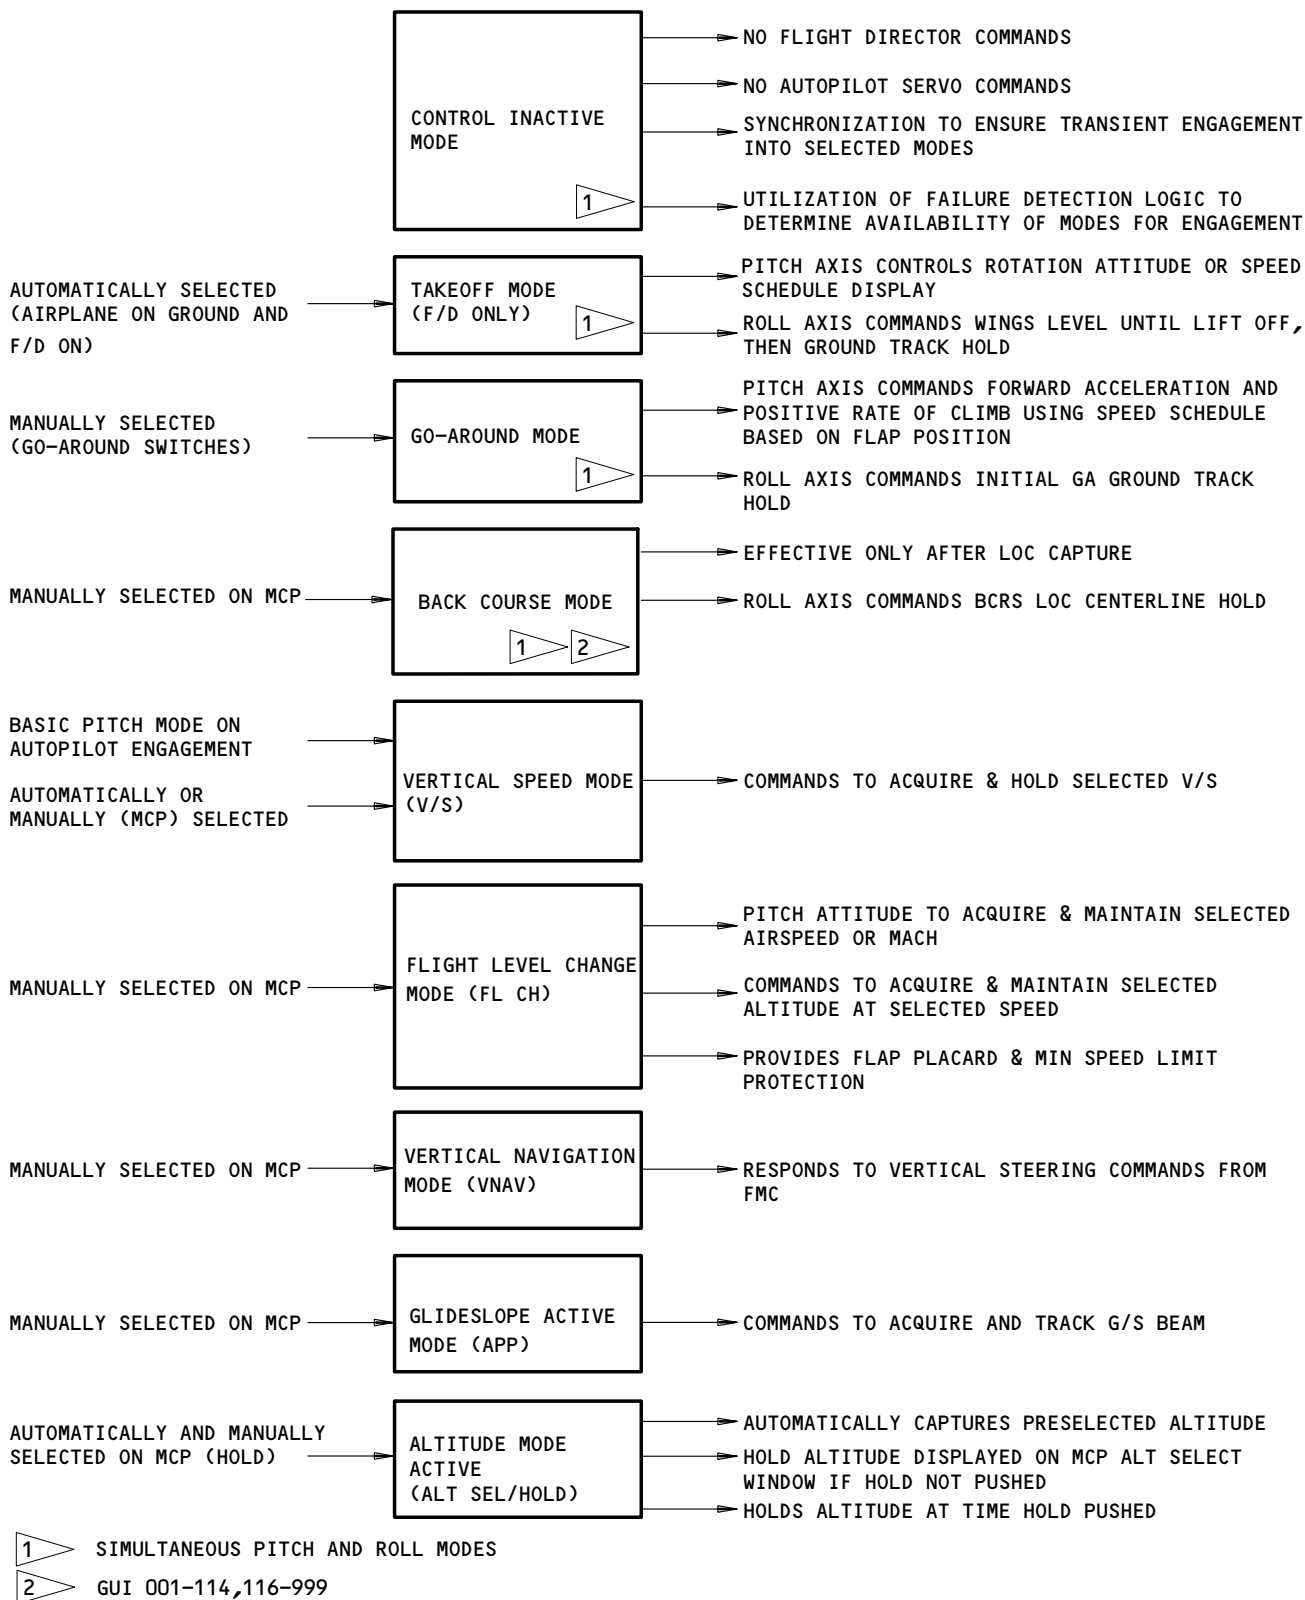 NO FLIGHT DIRECTOR COMMANDS
NO AUTOPILOT SERVO COMMANDS
CONTROL INACTIVE
MODE
SYNCHRONIZATION TO ENSURE TRANSIENT ENGAGEMENT
INTO SELECTED MODES
1
UTILIZATION OF FAILURE DETECTION LOGIC TO
DETERMINE AVAILABILITY OF MODES FOR ENGAGEMENT
AUTOMATICALLY SELECTED
(AIRPLANE ON GROUND AND
F/D ON)
TAKEOFF MODE
(F/D ONLY)
1
PITCH AXIS CONTROLS ROTATION ATTITUDE OR SPEED
SCHEDULE DISPLAY
ROLL AXIS COMMANDS WINGS LEVEL UNTIL LIFT OFF,
THEN GROUND TRACK HOLD
MANUALLY SELECTED
(GO-AROUND SWITCHES)
GO-AROUND MODE
1
PITCH AXIS COMMANDS FORWARD ACCELERATION AND
POSITIVE RATE OF CLIMB USING SPEED SCHEDULE
BASED ON FLAP POSITION
ROLL AXIS COMMANDS INITIAL GA GROUND TRACK
HOLD
MANUALLY SELECTED ON MCP
BACK COURSE MODE
1 2
EFFECTIVE ONLY AFTER LOC CAPTURE
ROLL AXIS COMMANDS BCRS LOC CENTERLINE HOLD
BASIC PITCH MODE ON
AUTOPILOT ENGAGEMENT
AUTOMATICALLY OR
MANUALLY (MCP) SELECTED
VERTICAL SPEED MODE
(V/S)
COMMANDS TO ACQUIRE & HOLD SELECTED V/S
MANUALLY SELECTED ON MCP
FLIGHT LEVEL CHANGE
MODE (FL CH)
PITCH ATTITUDE TO ACQUIRE & MAINTAIN SELECTED
AIRSPEED OR MACH
COMMANDS TO ACQUIRE & MAINTAIN SELECTED
ALTITUDE AT SELECTED SPEED
PROVIDES FLAP PLACARD & MIN SPEED LIMIT
PROTECTION
MANUALLY SELECTED ON MCP
VERTICAL NAVIGATION
MODE (VNAV)
RESPONDS TO VERTICAL STEERING COMMANDS FROM
FMC
MANUALLY SELECTED ON MCP
GLIDESLOPE ACTIVE
MODE (APP)
COMMANDS TO ACQUIRE AND TRACK G/S BEAM
AUTOMATICALLY AND MANUALLY
SELECTED ON MCP (HOLD)
ALTITUDE MODE
ACTIVE
(ALT SEL/HOLD)
AUTOMATICALLY CAPTURES PRESELECTED ALTITUDE
HOLD ALTITUDE DISPLAYED ON MCP ALT SELECT
WINDOW IF HOLD NOT PUSHED
HOLDS ALTITUDE AT TIME HOLD PUSHED
1 SIMULTANEOUS PITCH AND ROLL MODES
2 GUI 001-114,116-999